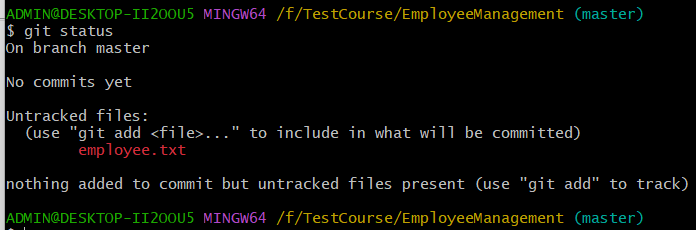 ADMIN@DESKTOP-II2OOU5 MINGW64 /f/TestCourse/EmployeeManagement (master)
$ git status
On branch master
No commits yet
Untracked files:
(use "git add <file>..." to include in what will be committed)
employee.txt
nothing added to commit but untracked files present (use "git add" to track)
ADMIN@DESKTOP-II2OOU5 MINGW64 /f/TestCourse/EmployeeManagement (master)